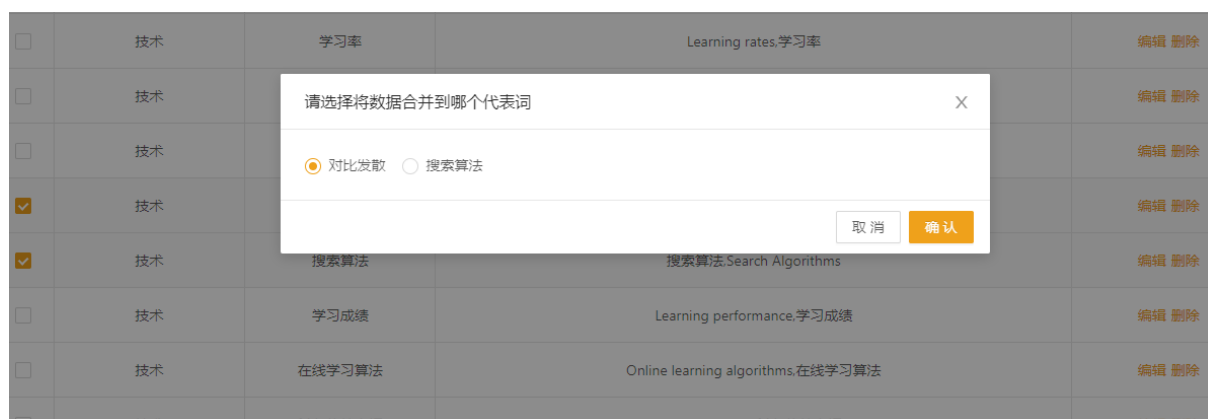 技术 学习率 Learning rates,学习率 编辑 删除
技术 编辑 删除
请选择将数据合并到哪个代表词 X
技术 编辑 删除
对比发散 搜索算法
技术 编辑 删除
取 消 确 认
技术 搜索算法 搜索算法,Search Algorithms 编辑 删除
技术 学习成绩 Learning performance,学习成绩 编辑 删除
技术 在线学习算法 Online learning algorithms,在线学习算法 编辑 删除